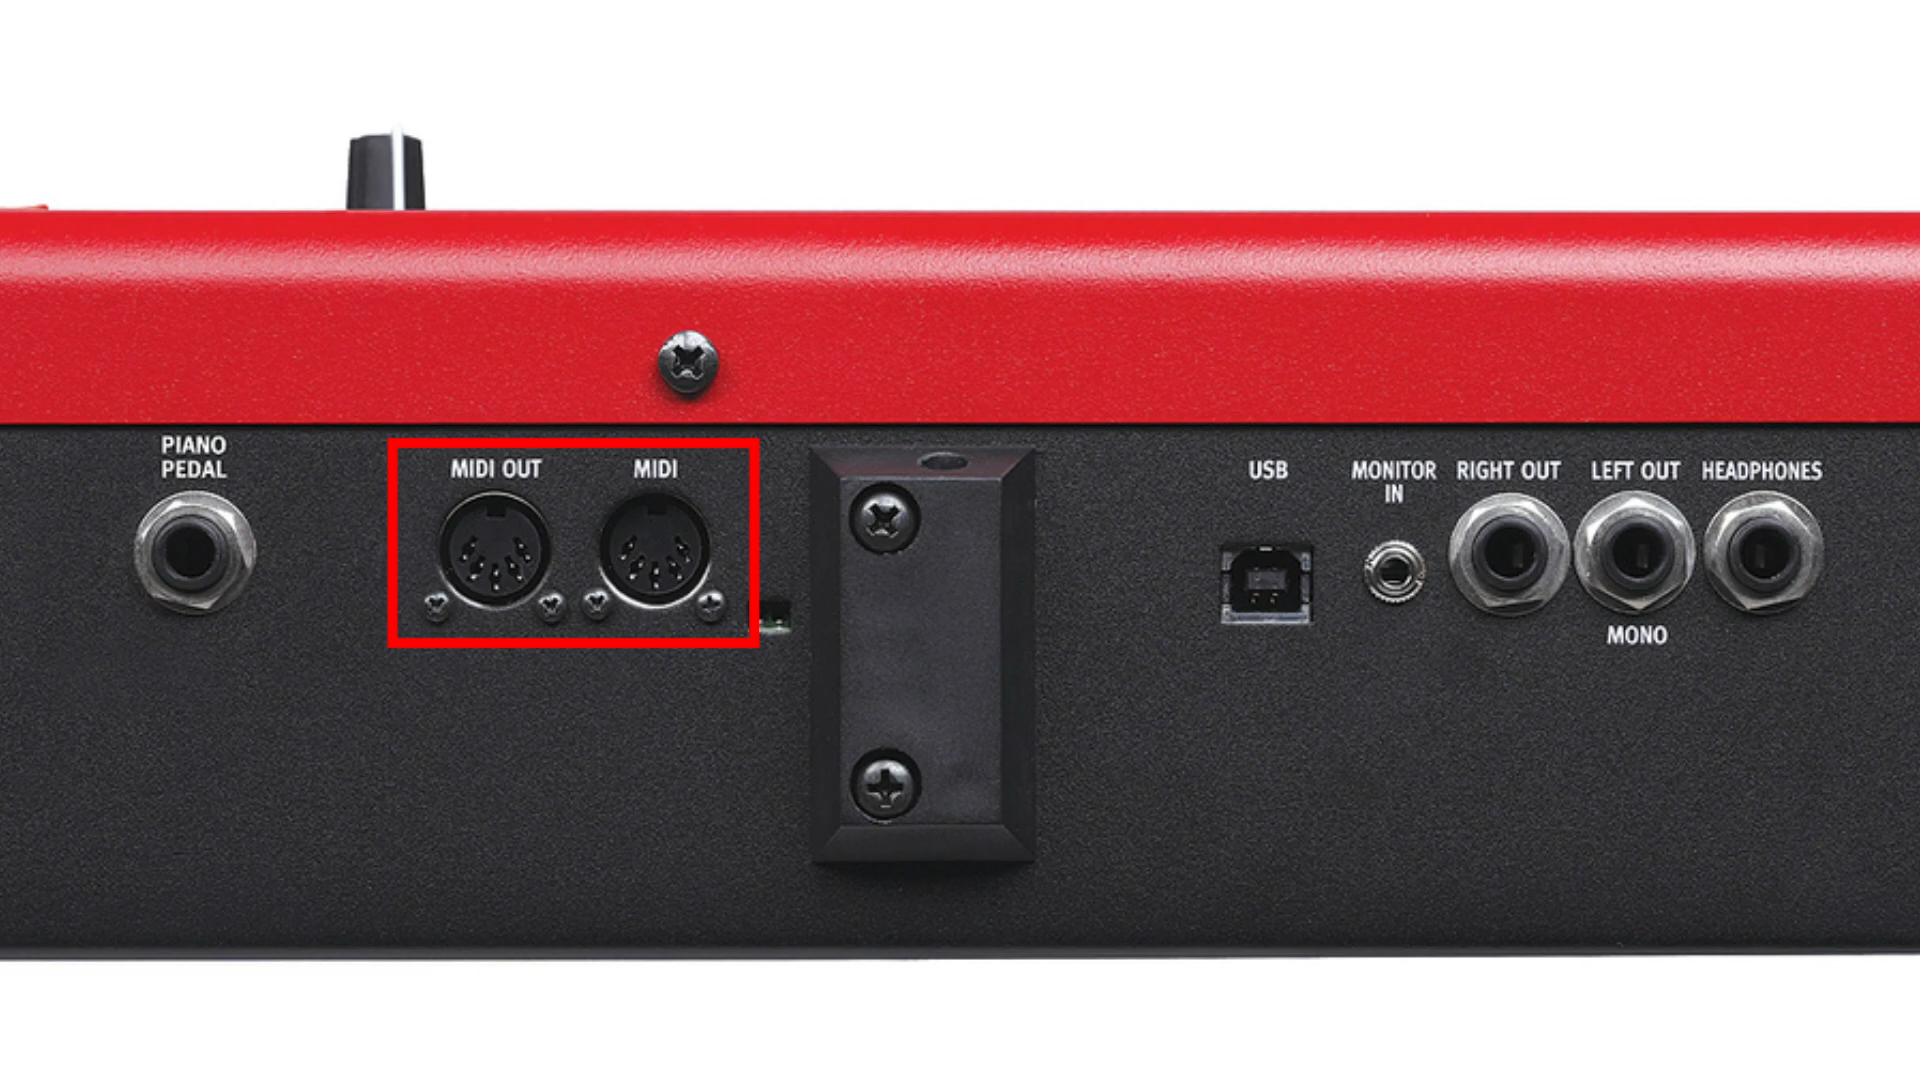 PIANO
PEDAL
MIDI OUT
MIDI
USB
MONITOR
IN
RIGHT OUT
LEFT OUT
HEADPHONES
MONO